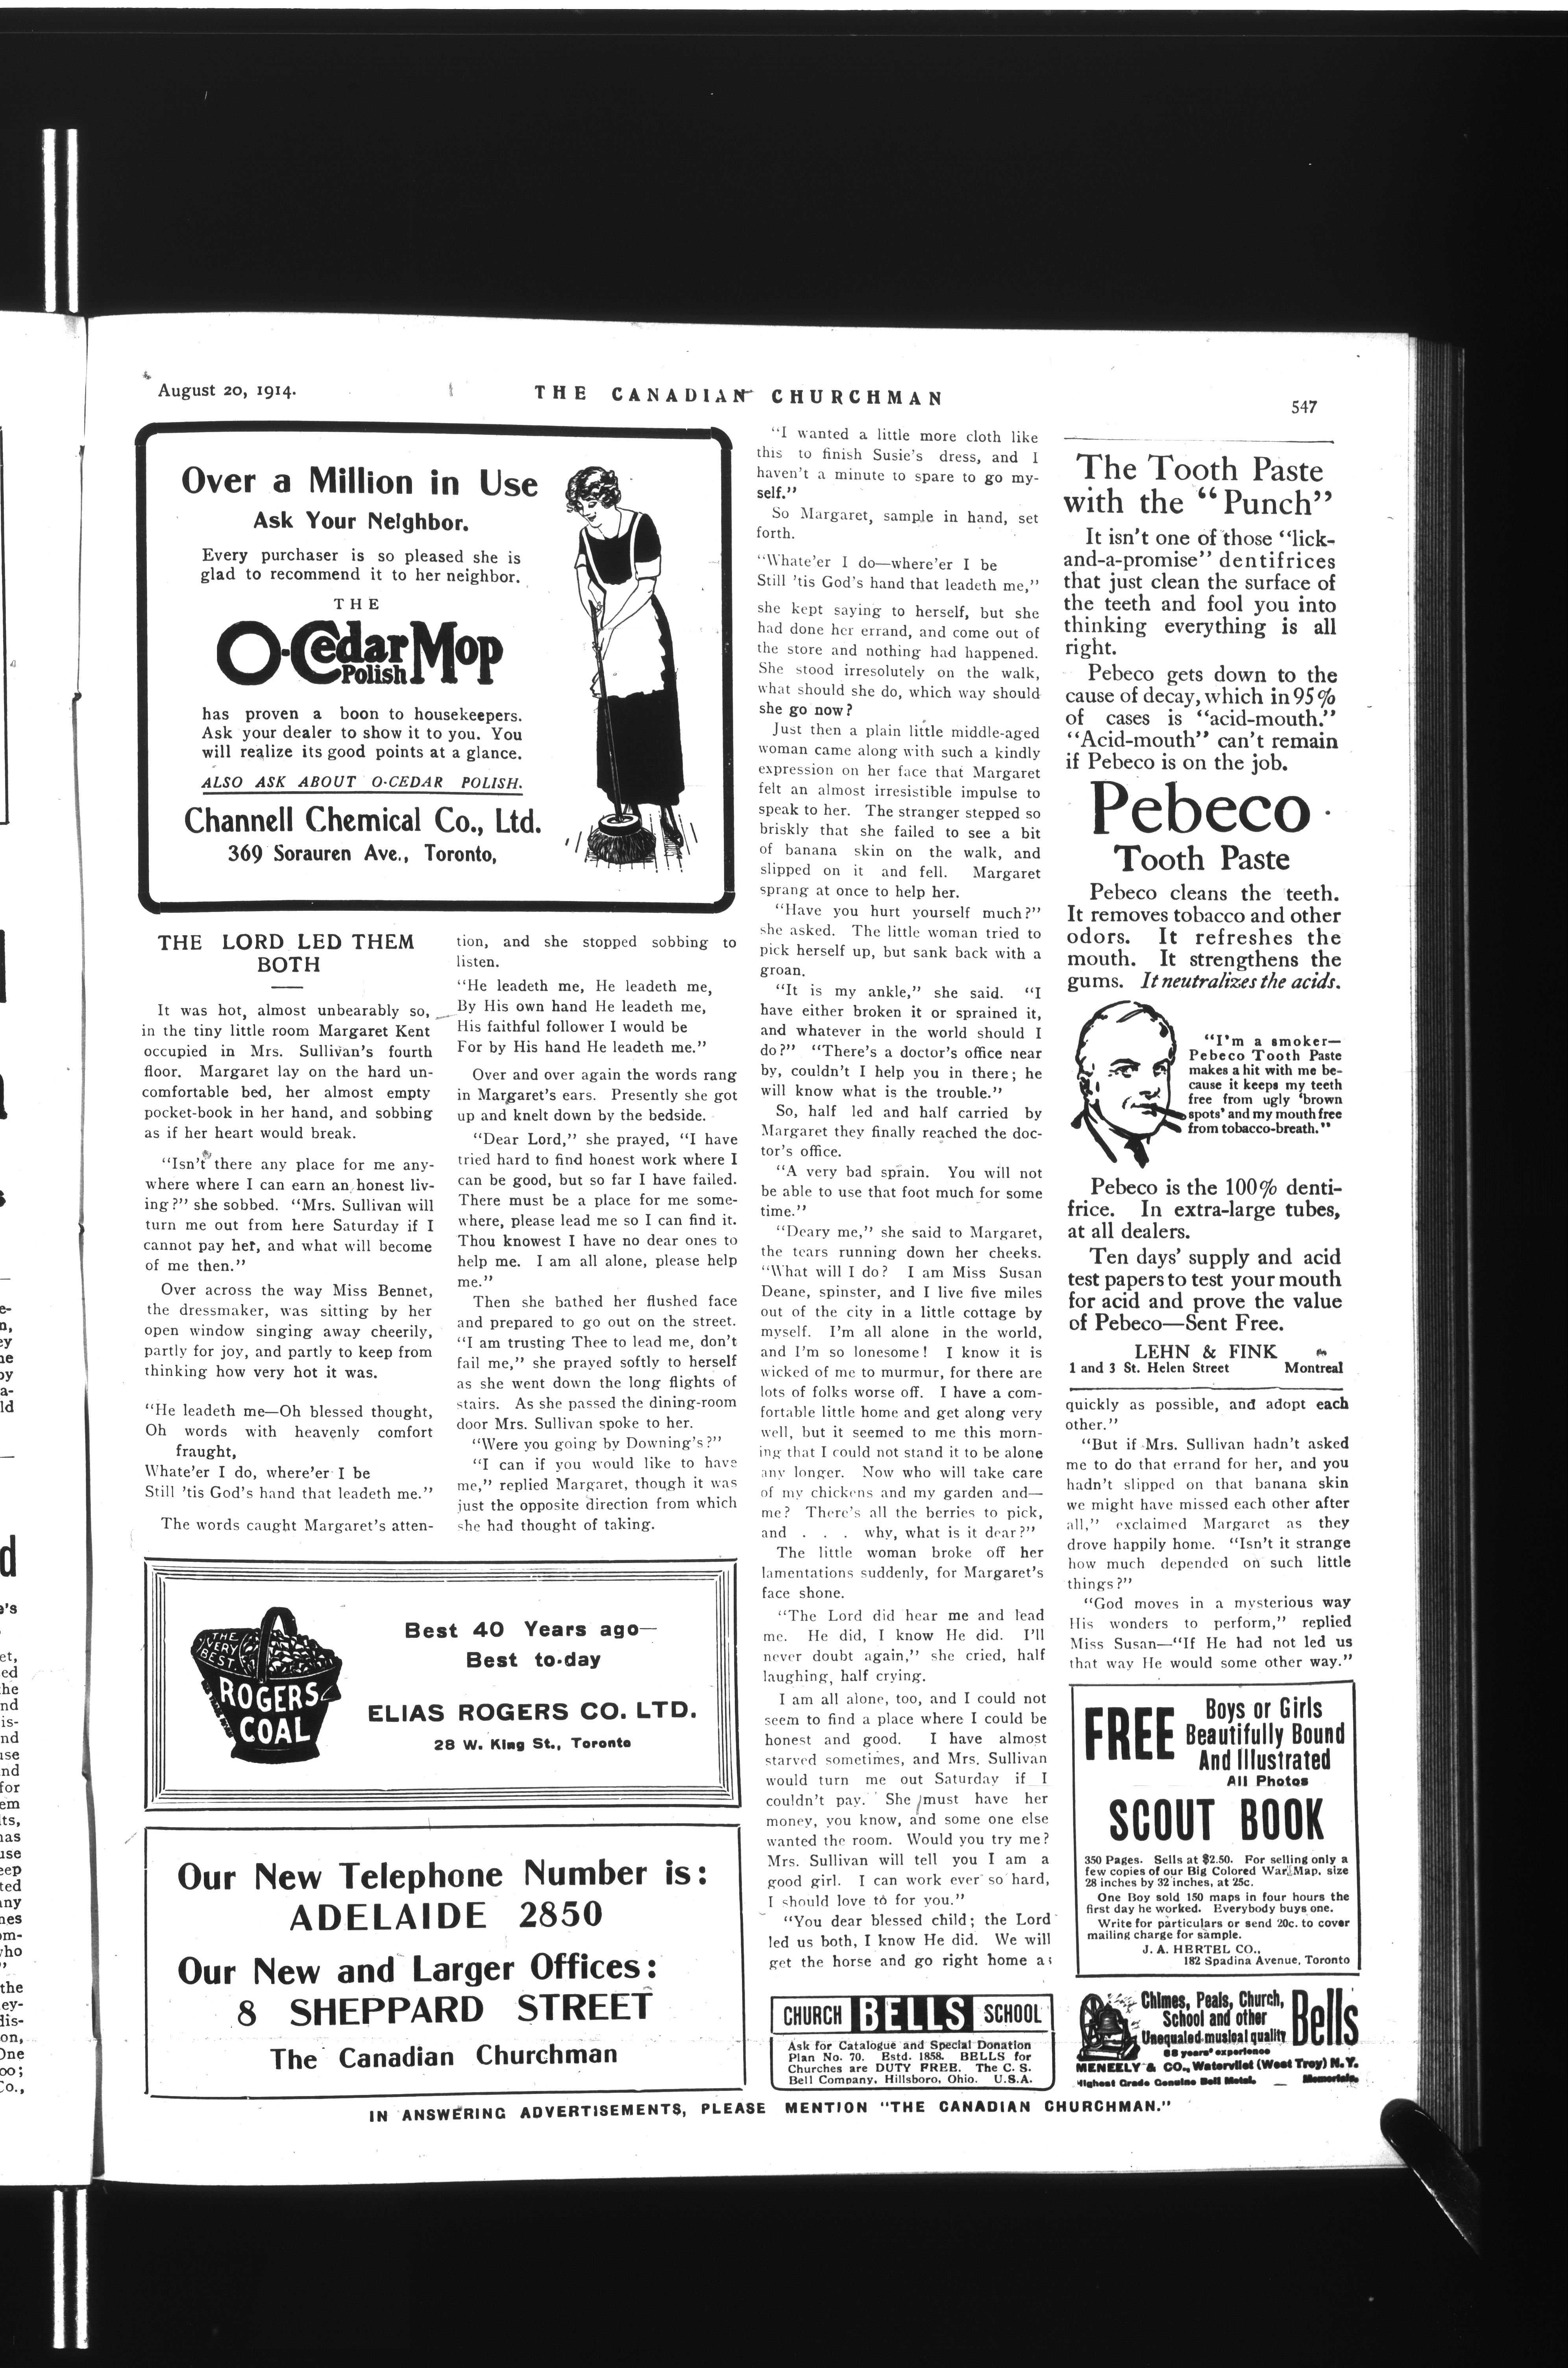 August 20, 1914.
THE CANADIAN CHURCHMAN
547
Over a Million in Use
Ask Your Neighbor.
Every purchaser is so pleased she is
glad to recommend it to her neighbor.
THE
O-Cedar Mop
Polish
has proven a boon to housekeepers.
Ask your dealer to show it to you. You
will realize its good points at a glance.
ALSO ASK ABOUT O-CEDAR POLISH.
Channell Chemical Co., Ltd.
369 Sorauren Ave., Toronto,
THE LORD LED THEM
BOTH
It was hot, almost unbearably so,
in the tiny little room Margaret Kent
occupied in Mrs. Sullivan's fourth
floor. Margaret lay on the hard un-
comfortable bed, her almost empty
pocket-book in her hand, and sobbing
as if her heart would break.
"Isn't there any place for me any-
where where I can earn an honest liv-
ing?" she sobbed. "Mrs. Sullivan will
turn me out from here Saturday if I
cannot pay her, and what will become
of me then."
Over across the way Miss Bennet,
the dressmaker, was sitting by her
open window singing away cheerily,
partly for joy, and partly to keep from
thinking how very hot it was.
"He leadeth me—Oh blessed thought,
Oh words with heavenly comfort
fraught,
Whate'er I do, where'er I be
Still 'tis God's hand that leadeth me."
The words caught Margaret's atten-
tion, and she stopped sobbing to
listen.
"He leadeth me, He leadeth me,
By His own hand He leadeth me,
His faithful follower I would be
For by His hand He leadeth me."
Over and over again the words rang
in Margaret's ears. Presently she got
up and knelt down by the bedside.
"Dear Lord," she prayed, "I have
tried hard to find honest work where I
can be good, but so far I have failed.
There must be a place for me some-
where, please lead me so I can find it.
Thou knowest I have no dear ones to
help me. I am all alone, please help
me."
Then she bathed her flushed face
and prepared to go out on the street.
"I am trusting Thee to lead me, don't
fail me," she prayed softly to herself
as she went down the long flights of
stairs. As she passed the dining-room
door Mrs. Sullivan spoke to her.
"Were you going by Downing's?"
"I can if you would like to have
me," replied Margaret, though it was
just the opposite direction from which
she had thought of taking.
"I wanted a little more cloth like
this to finish Susie's dress, and I
haven't a minute to spare to go my-
self."
So Margaret, sample in hand, set
forth.
"Whate'er I do—where'er I be
Still 'tis God's hand that leadeth me,"
she kept saying to herself, but she
had done her errand, and come out of
the store and nothing had happened.
She stood irresolutely on the walk,
what should she do, which way should
she go now?
Just then a plain little middle-aged
woman came along with such a kindly
expression on her face that Margaret
felt an almost irresistible impulse to
speak to her. The stranger stepped so
briskly that she failed to see a bit
of banana skin on the walk, and
slipped on it and fell. Margaret
sprang at once to help her.
"Have you hurt yourself much?"
she asked. The little woman tried to
pick herself up, but sank back with a
groan.
"It is my ankle," she said. "I
have either broken it or sprained it,
and whatever in the world should I
do?" "There's a doctor's office near
by, couldn't I help you in there; he
will know what is the trouble."
So, half led and half carried by
Margaret they finally reached the doc-
tor's office.
"A very bad sprain. You will not
be able to use that foot much for some
time."
"Deary me," she said to Margaret,
the tears running down her cheeks.
"What will I do? I am Miss Susan
Deane, spinster, and I live five miles
out of the city in a little cottage by
myself. I'm all alone in the world,
and I'm so lonesome! I know it is
wicked of me to murmur, for there are
lots of folks worse off. I have a com-
fortable little home and get along very
well, but it seemed to me this morn-
ing that I could not stand it to be alone
any longer. Now who will take care
of my chickens and my garden and—
me? There's all the berries to pick,
and . . . why, what is it dear?"
The little woman broke off her
lamentations suddenly, for Margaret's
face shone.
"The Lord did hear me and lead
me. He did, I know He did. I'll
never doubt again," she cried, half
laughing, half crying.
I am all alone, too, and I could not
seem to find a place where I could be
honest and good. I have almost
starved sometimes, and Mrs. Sullivan
would turn me out Saturday if I
couldn't pay. She must have her
money, you know, and some one else
wanted the room. Would you try me?
Mrs. Sullivan will tell you I am a
good girl. I can work ever so hard,
I should love to for you."
"You dear blessed child; the Lord
led us both, I know He did. We will
get the horse and go right home as
quickly as possible, and adopt each
other."
"But if Mrs. Sullivan hadn't asked
me to do that errand for her, and you
hadn't slipped on that banana skin
we might have missed each other after
all," exclaimed Margaret as they
drove happily home. "Isn't it strange
how much depended on such little
things?"
"God moves in a mysterious way
His wonders to perform," replied
Miss Susan—"If He had not led us
that way He would some other way."
The Tooth Paste
with the "Punch"
It isn't one of those "lick-
and-a-promise" dentifrices
that just clean the surface of
the teeth and fool you into
thinking everything is all
right.
Pebeco gets down to the
cause of decay, which in 95%
of cases is "acid-mouth."
"Acid-mouth" can't remain
if Pebeco is on the job.
Pebeco
Tooth Paste
Pebeco cleans the teeth.
It removes tobacco and other
odors. It refreshes the
mouth. It strengthens the
gums. It neutralizes the acids.
"I'm a smoker—
Pebeco Tooth Paste
makes a hit with me be-
cause it keeps my teeth
free from ugly 'brown
spots' and my mouth free
from tobacco-breath."
Pebeco is the 100% denti-
frice. In extra-large tubes,
at all dealers.
Ten days' supply and acid
test papers to test your mouth
for acid and prove the value
of Pebeco—Sent Free.
LEHN & FINK
1 and 3 St. Helen Street Montreal
THE VERY BEST.
ROGERS
COAL
Best 40 Years ago—
Best to-day
ELIAS ROGERS CO. LTD.
28 W. King St., Toronto
Our New Telephone Number is:
ADELAIDE 2850
Our New and Larger Offices:
8 SHEPPARD STREET
The Canadian Churchman
CHURCH BELLS SCHOOL
Ask for Catalogue and Special Donation
Plan No. 70. Estd. 1858. BELLS for
Churches are DUTY FREE. The C. S.
Bell Company, Hillsboro, Ohio. U.S.A.
FREE
Boys or Girls
Beautifully Bound
And Illustrated
All Photos
SCOUT BOOK
350 Pages. Sells at $2.50. For selling only a
few copies of our Big Colored War Map, size
28 inches by 32 inches, at 25c.
One Boy sold 150 maps in four hours the
first day he worked. Everybody buys one.
Write for particulars or send 20c. to cover
mailing charge for sample.
J. A. HERTEL CO.,
182 Spadina Avenue, Toronto
Chimes, Peals, Church,
School and other
Unequaled musical quality
Bells
88 years' experience
MENEELY & CO., Watervliet (West Troy) N.Y.
Highest Grade Genuine Bell Metal. Memorials.
IN ANSWERING ADVERTISEMENTS, PLEASE MENTION "THE CANADIAN CHURCHMAN."